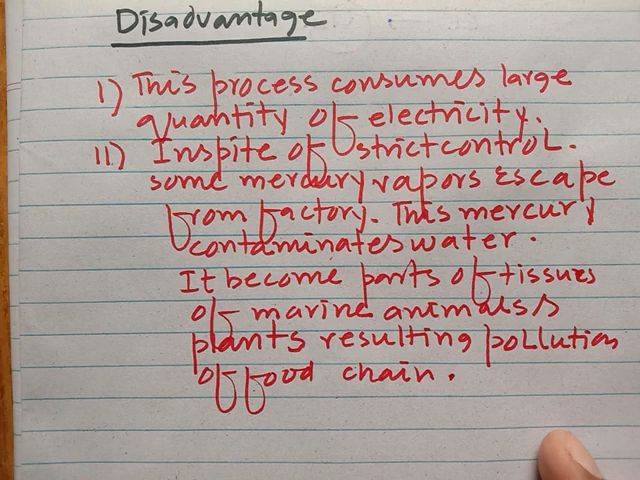 Disadvantage
I) This process consumes large
quantity of electricity.
II) Inspite of strict control.
some mercury vapors Escape
from factory. This mercury
contaminates water.
It become parts of tissues
of marine animals &
plants resulting pollution
of food chain.